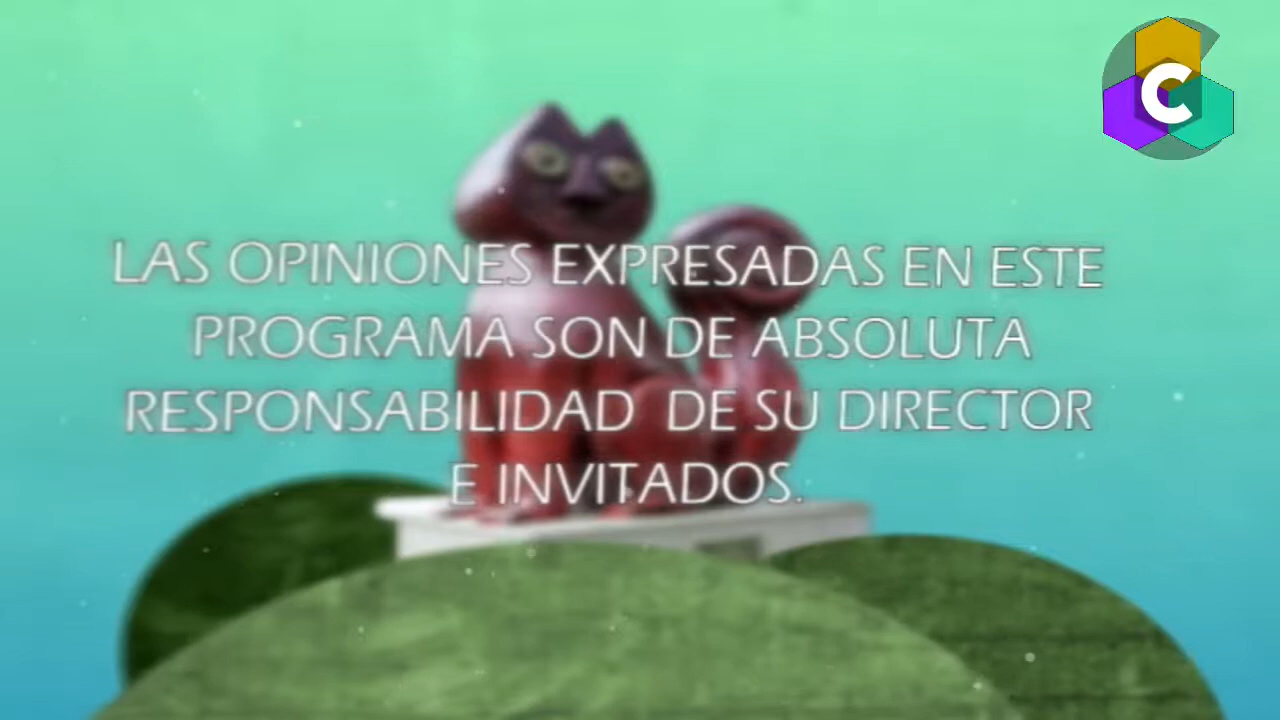 C
LAS OPINIONES EXPRESADAS EN ESTE
PROGRAMA SON DE ABSOLUTA
RESPONSABILIDAD DE SU DIRECTOR
E INVITADOS.